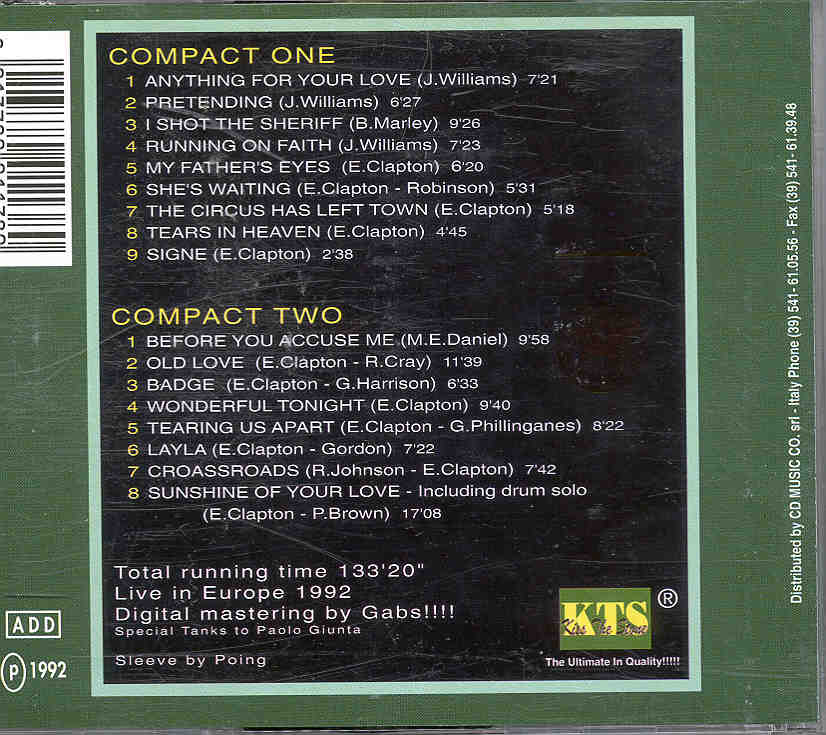 COMPACT ONE
1 ANYTHING FOR YOUR LOVE (J.Williams) 7'21
2 PRETENDING (J.Williams) 6'27
3 I SHOT THE SHERIFF (B.Marley) 9'26
4 RUNNING ON FAITH (J.Williams) 7'23
5 MY FATHER'S EYES (E.Clapton) 6'20
6 SHE'S WAITING (E.Clapton - Robinson) 5'31
7 THE CIRCUS HAS LEFT TOWN (E.Clapton) 5'18
8 TEARS IN HEAVEN (E.Clapton) 4'45
9 SIGNE (E.Clapton) 2'38
COMPACT TWO
1 BEFORE YOU ACCUSE ME (M.E.Daniel) 9'58
2 OLD LOVE (E.Clapton - R.Cray) 11'39
3 BADGE (E.Clapton - G.Harrison) 6'33
4 WONDERFUL TONIGHT (E.Clapton) 9'40
5 TEARING US APART (E.Clapton - G.Phillinganes) 8'22
6 LAYLA (E.Clapton - Gordon) 7'22
7 CROASSROADS (R.Johnson - E.Clapton) 7'42
8 SUNSHINE OF YOUR LOVE - Including drum solo
(E.Clapton - P.Brown) 17'08
Total running time 133'20"
Live in Europe 1992
Digital mastering by Gabs!!!!
Special Tanks to Paolo Giunta
Sleeve by Poing
ADD
℗ 1992
KTS ®
Kiss The Stone
The Ultimate In Quality!!!!!
Distributed by CD MUSIC CO. srl - Italy Phone (39) 541- 61.05.56 - Fax (39) 541- 61.39.48